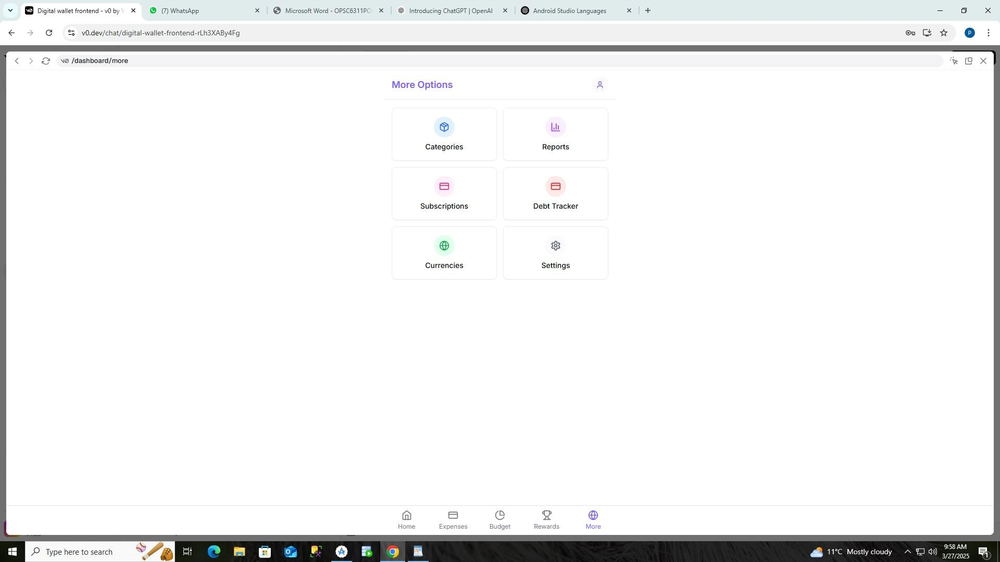 Digital wallet frontend - v0 by
(7) WhatsApp
Microsoft Word - OPSC6311PO
Introducing ChatGPT | OpenAI
Android Studio Languages
v0.dev/chat/digital-wallet-frontend-rLh3XABy4Fg
p
v0 /dashboard/more
More Options
Categories
Reports
Subscriptions
Debt Tracker
Currencies
Settings
Home
Expenses
Budget
Rewards
More
Type here to search
11°C Mostly cloudy
9:58 AM
3/27/2025
1